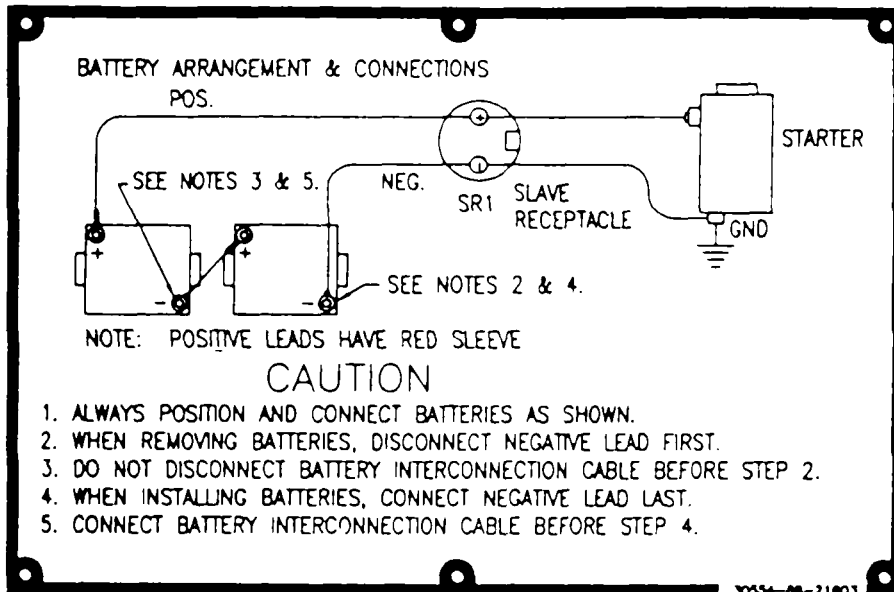 BATTERY ARRANGEMENT & CONNECTIONS
POS.
+
STARTER
SEE NOTES 3 & 5.
NEG.
SR1
SLAVE
RECEPTACLE
GND
+
+
-
-
SEE NOTES 2 & 4.
NOTE: POSITIVE LEADS HAVE RED SLEEVE
CAUTION
1. ALWAYS POSITION AND CONNECT BATTERIES AS SHOWN.
2. WHEN REMOVING BATTERIES, DISCONNECT NEGATIVE LEAD FIRST.
3. DO NOT DISCONNECT BATTERY INTERCONNECTION CABLE BEFORE STEP 2.
4. WHEN INSTALLING BATTERIES, CONNECT NEGATIVE LEAD LAST.
5. CONNECT BATTERY INTERCONNECTION CABLE BEFORE STEP 4.